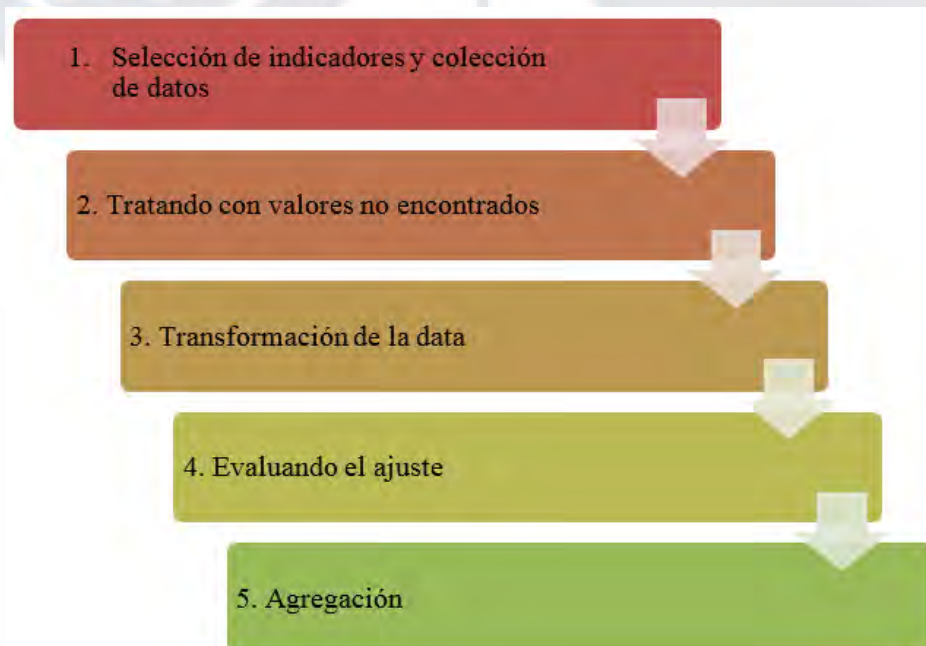 1. Selección de indicadores y colección
de datos
2. Tratando con valores no encontrados
3. Transformación de la data
4. Evaluando el ajuste
5. Agregación